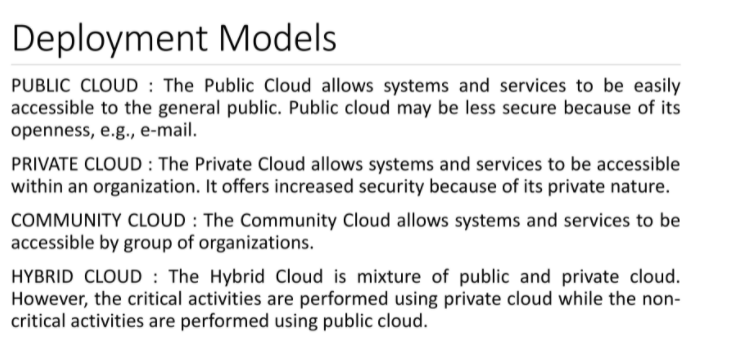 Deployment Models
PUBLIC CLOUD : The Public Cloud allows systems and services to be easily
accessible to the general public. Public cloud may be less secure because of its
openness, e.g., e-mail.
PRIVATE CLOUD : The Private Cloud allows systems and services to be accessible
within an organization. It offers increased security because of its private nature.
COMMUNITY CLOUD : The Community Cloud allows systems and services to be
accessible by group of organizations.
HYBRID CLOUD : The Hybrid Cloud is mixture of public and private cloud.
However, the critical activities are performed using private cloud while the non-
critical activities are performed using public cloud.